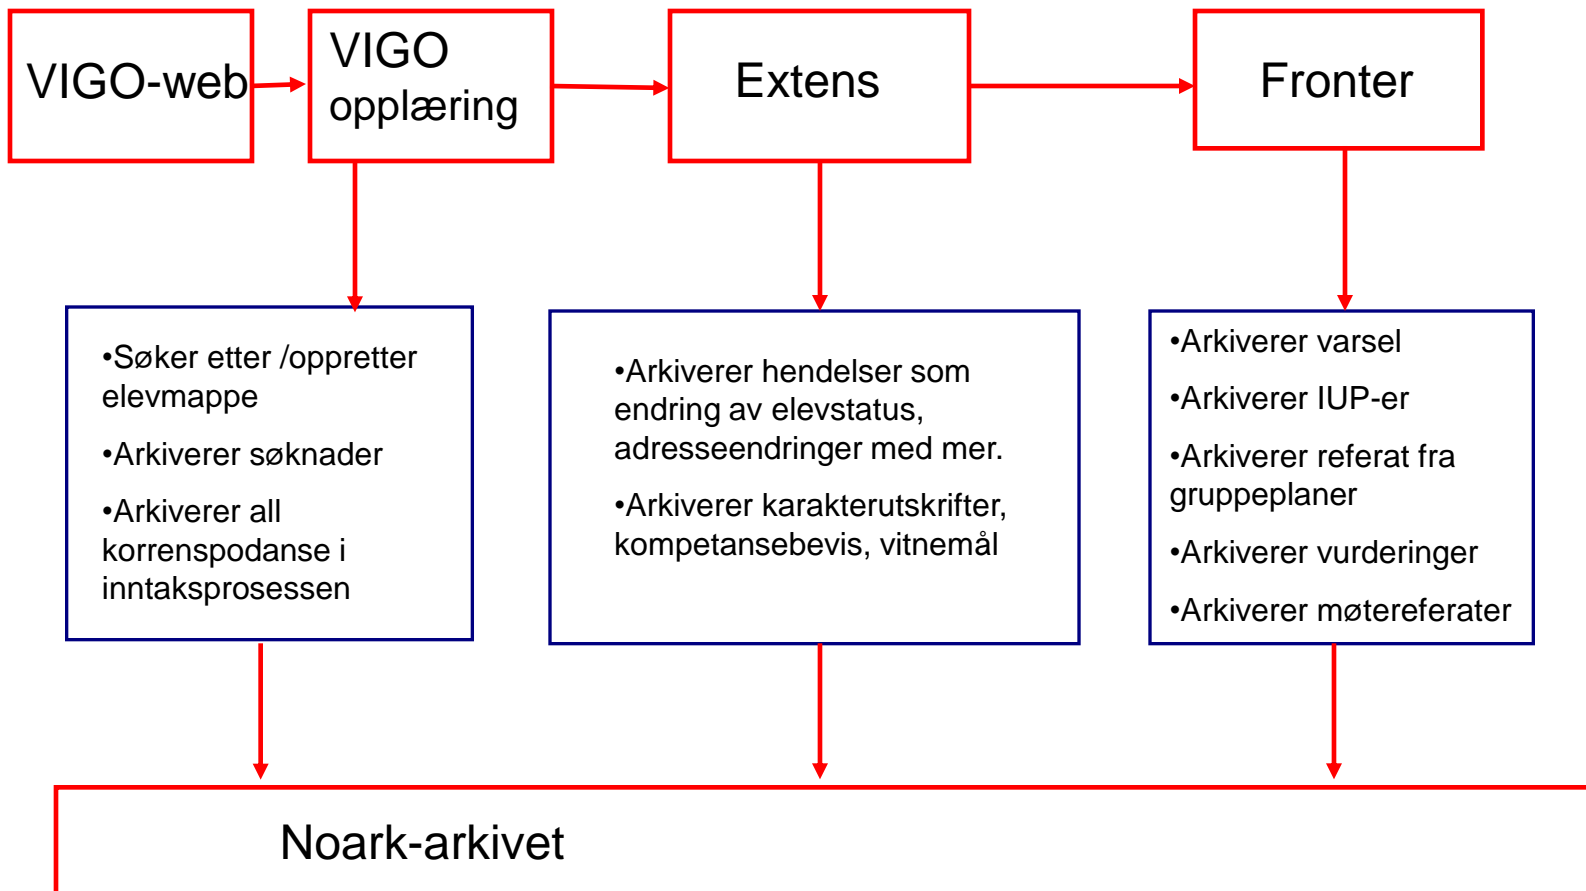 VIGO-web
VIGO
opplæring
Extens
Fronter
•Søker etter /oppretter
elevmappe
•Arkiverer søknader
•Arkiverer all
korrenspodanse i
inntaksprosessen
•Arkiverer hendelser som
endring av elevstatus,
adresseendringer med mer.
•Arkiverer karakterutskrifter,
kompetansebevis, vitnemål
•Arkiverer varsel
•Arkiverer IUP-er
•Arkiverer referat fra
gruppeplaner
•Arkiverer vurderinger
•Arkiverer møtereferater
Noark-arkivet